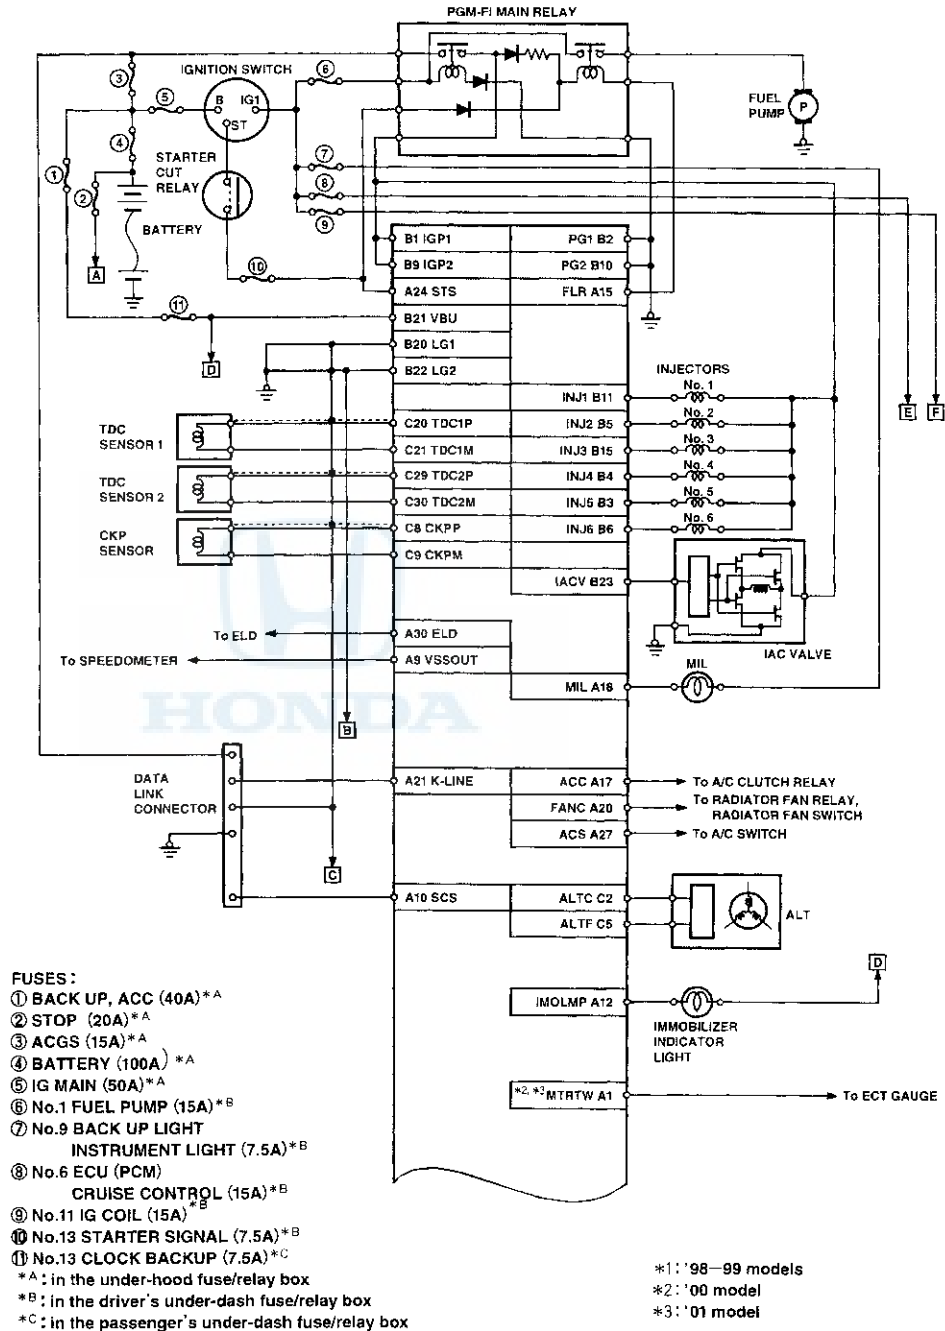 PGM-FI MAIN RELAY
IGNITION SWITCH
B
IG1
ST
③
⑤
④
⑥
①
②
⑦
⑧
⑨
⑩
⑪
STARTER
CUT
RELAY
BATTERY
FUEL
PUMP
P
A
D
B1 IGP1
B9 IGP2
A24 STS
B21 VBU
B20 LG1
B22 LG2
PG1 B2
PG2 B10
FLR A15
E
F
INJECTORS
No. 1
No. 2
No. 3
No. 4
No. 5
No. 6
INJ1 B11
INJ2 B5
INJ3 B15
INJ4 B4
INJ5 B3
INJ6 B6
TDC
SENSOR 1
TDC
SENSOR 2
CKP
SENSOR
C20 TDC1P
C21 TDC1M
C29 TDC2P
C30 TDC2M
C8 CKPP
C9 CKPM
IACV B23
IAC VALVE
To ELD
A30 ELD
To SPEEDOMETER
A9 VSSOUT
MIL A18
MIL
HONDA
B
DATA
LINK
CONNECTOR
A21 K-LINE
ACC A17
To A/C CLUTCH RELAY
FANC A20
To RADIATOR FAN RELAY,
RADIATOR FAN SWITCH
ACS A27
To A/C SWITCH
C
A10 SCS
ALTC C2
ALTF C5
ALT
D
IMOLMP A12
IMMOBILIZER
INDICATOR
LIGHT
*2, *3 MTRTW A1
To ECT GAUGE
FUSES:
① BACK UP, ACC (40A)*A
② STOP (20A)*A
③ ACGS (15A)*A
④ BATTERY (100A) *A
⑤ IG MAIN (50A)*A
⑥ No.1 FUEL PUMP (15A)*B
⑦ No.9 BACK UP LIGHT
INSTRUMENT LIGHT (7.5A)*B
⑧ No.6 ECU (PCM)
CRUISE CONTROL (15A)*B
⑨ No.11 IG COIL (15A)*B
⑩ No.13 STARTER SIGNAL (7.5A)*B
⑪ No.13 CLOCK BACKUP (7.5A)*C
*A: in the under-hood fuse/relay box
*B: in the driver's under-dash fuse/relay box
*C: in the passenger's under-dash fuse/relay box
*1: '98–99 models
*2: '00 model
*3: '01 model